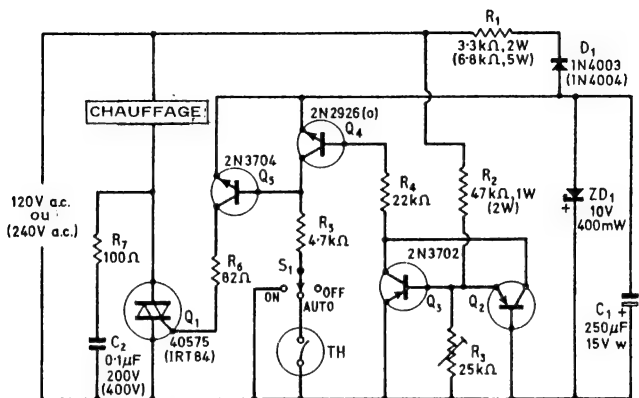 R1
3·3kΩ, 2W
(6·8kΩ, 5W)
D1
1N4003
(1N4004)
CHAUFFAGE
2N2926(o)
Q4
2N3704
Q5
R2
47kΩ, 1W
(2W)
R4
22kΩ
120V a.c.
ou
(240V a.c.)
ZD1
10V
400mW
+
R7
100Ω
R5
4·7kΩ
2N3702
R6
82Ω
S1
ON
OFF
AUTO
Q3
Q2
Q1
40575
(IRT84)
C2
0·1µF
200V
(400V)
TH
R3
25kΩ
C1 +
250µF
15V w